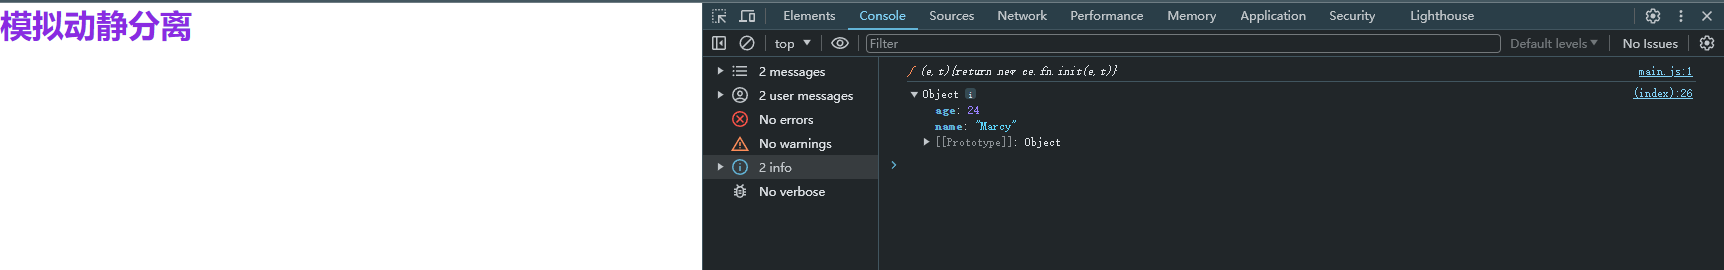 模拟动静分离
Elements Console Sources Network Performance Memory Application Security Lighthouse
top Filter Default levels No Issues
2 messages
2 user messages
No errors
No warnings
2 info
No verbose
ƒ (e,t){return new ce.fn.init(e,t)} main.js:1
Object i (index):26
age: 24
name: "Marcy"
[[Prototype]]: Object